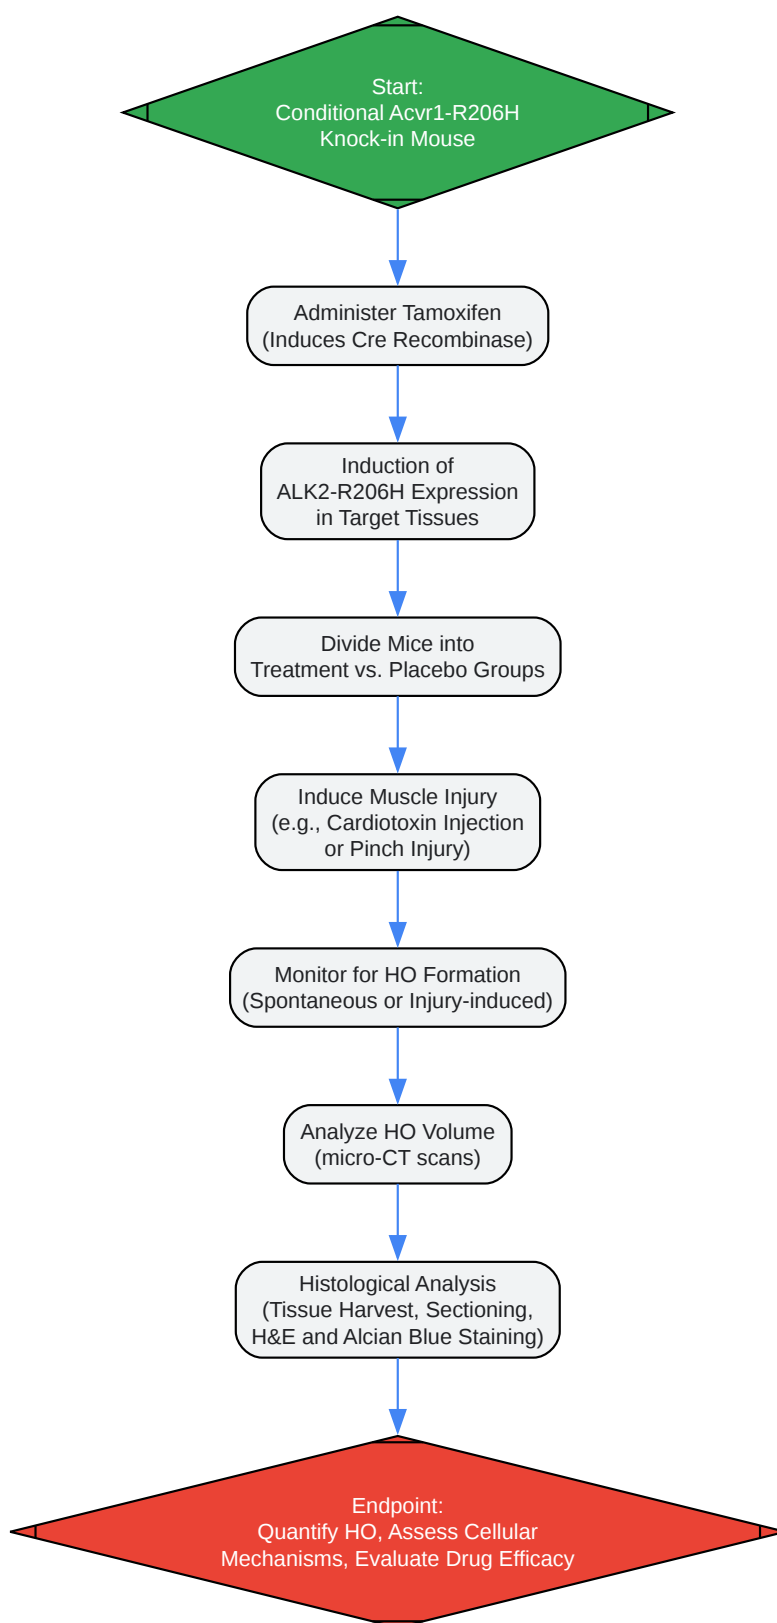 Start:
Conditional Acvr1-R206H
Knock-in Mouse
Administer Tamoxifen
(Induces Cre Recombinase)
Induction of
ALK2-R206H Expression
in Target Tissues
Divide Mice into
Treatment vs. Placebo Groups
Induce Muscle Injury
(e.g., Cardiotoxin Injection
or Pinch Injury)
Monitor for HO Formation
(Spontaneous or Injury-induced)
Analyze HO Volume
(micro-CT scans)
Histological Analysis
(Tissue Harvest, Sectioning,
H&E and Alcian Blue Staining)
Endpoint:
Quantify HO, Assess Cellular
Mechanisms, Evaluate Drug Efficacy